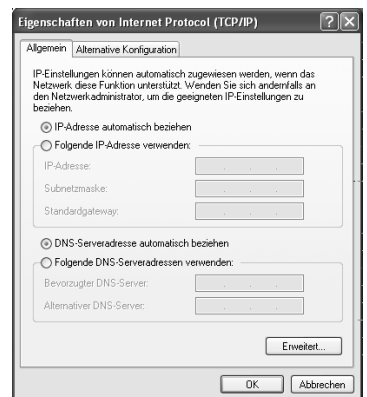 Eigenschaften von Internet Protocol (TCP/IP)
Allgemein
Alternative Konfiguration
IP-Einstellungen können automatisch zugewiesen werden, wenn das
Netzwerk diese Funktion unterstützt. Wenden Sie sich andernfalls an
den Netzwerkadministrator, um die geeigneten IP-Einstellungen zu
beziehen.
IP-Adresse automatisch beziehen
Folgende IP-Adresse verwenden:
IP-Adresse:
Subnetzmaske:
Standardgateway:
DNS-Serveradresse automatisch beziehen
Folgende DNS-Serveradressen verwenden:
Bevorzugter DNS-Server:
Alternativer DNS-Server:
Erweitert...
OK
Abbrechen